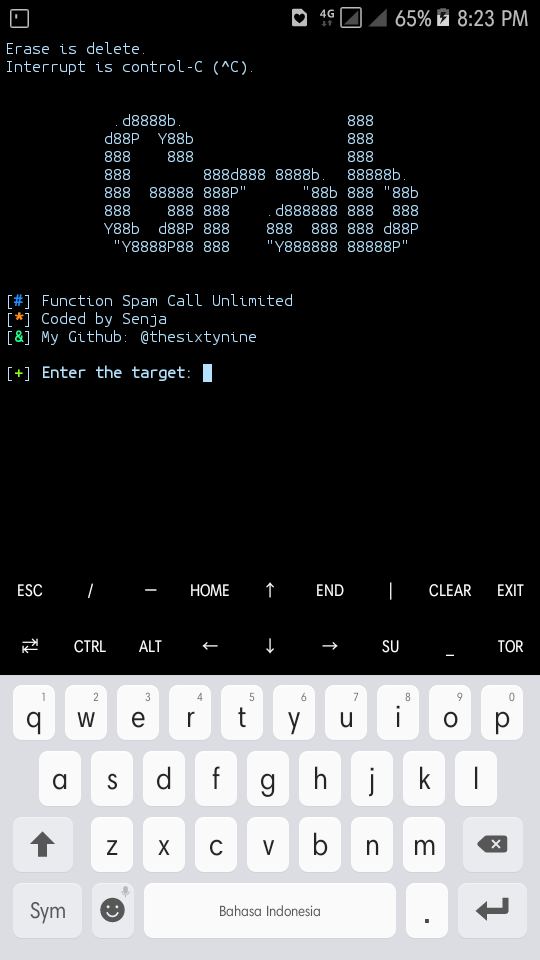 4G 65% 8:23 PM
Erase is delete.
Interrupt is control-C (^C).
 .d8888b.                  888
d88P  Y88b                 888
888    888                 888
888        888d888 8888b.  88888b.
888  88888 888P"      "88b 888 "88b
888    888 888    .d888888 888  888
Y88b  d88P 888    888  888 888 d88P
 "Y8888P88 888    "Y888888 88888P"
[#] Function Spam Call Unlimited
[*] Coded by Senja
[&] My Github: @thesixtynine
[+] Enter the target:
ESC / — HOME ↑ END | CLEAR EXIT
⇄ CTRL ALT ← ↓ → SU _ TOR
1 2 3 4 5 6 7 8 9 0
q w e r t y u i o p
a s d f g h j k l
z x c v b n m
Sym Bahasa Indonesia .